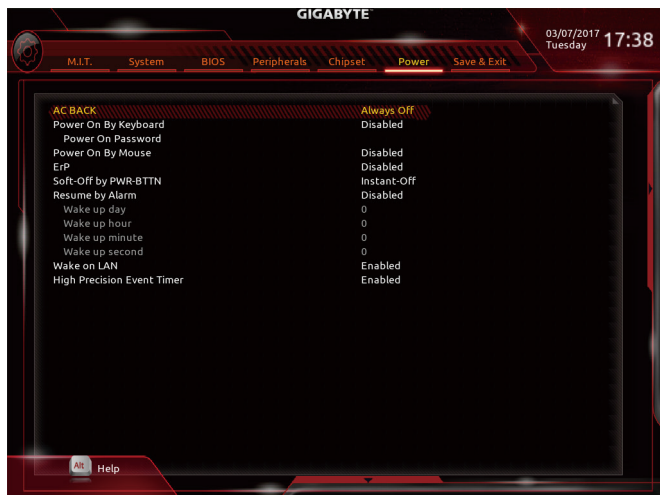 GIGABYTE™
03/07/2017 Tuesday 17:38
M.I.T. System BIOS Peripherals Chipset Power Save & Exit
AC BACK Always Off
Power On By Keyboard Disabled
Power On Password
Power On By Mouse Disabled
ErP Disabled
Soft-Off by PWR-BTTN Instant-Off
Resume by Alarm Disabled
Wake up day 0
Wake up hour 0
Wake up minute 0
Wake up second 0
Wake on LAN Enabled
High Precision Event Timer Enabled
Alt Help